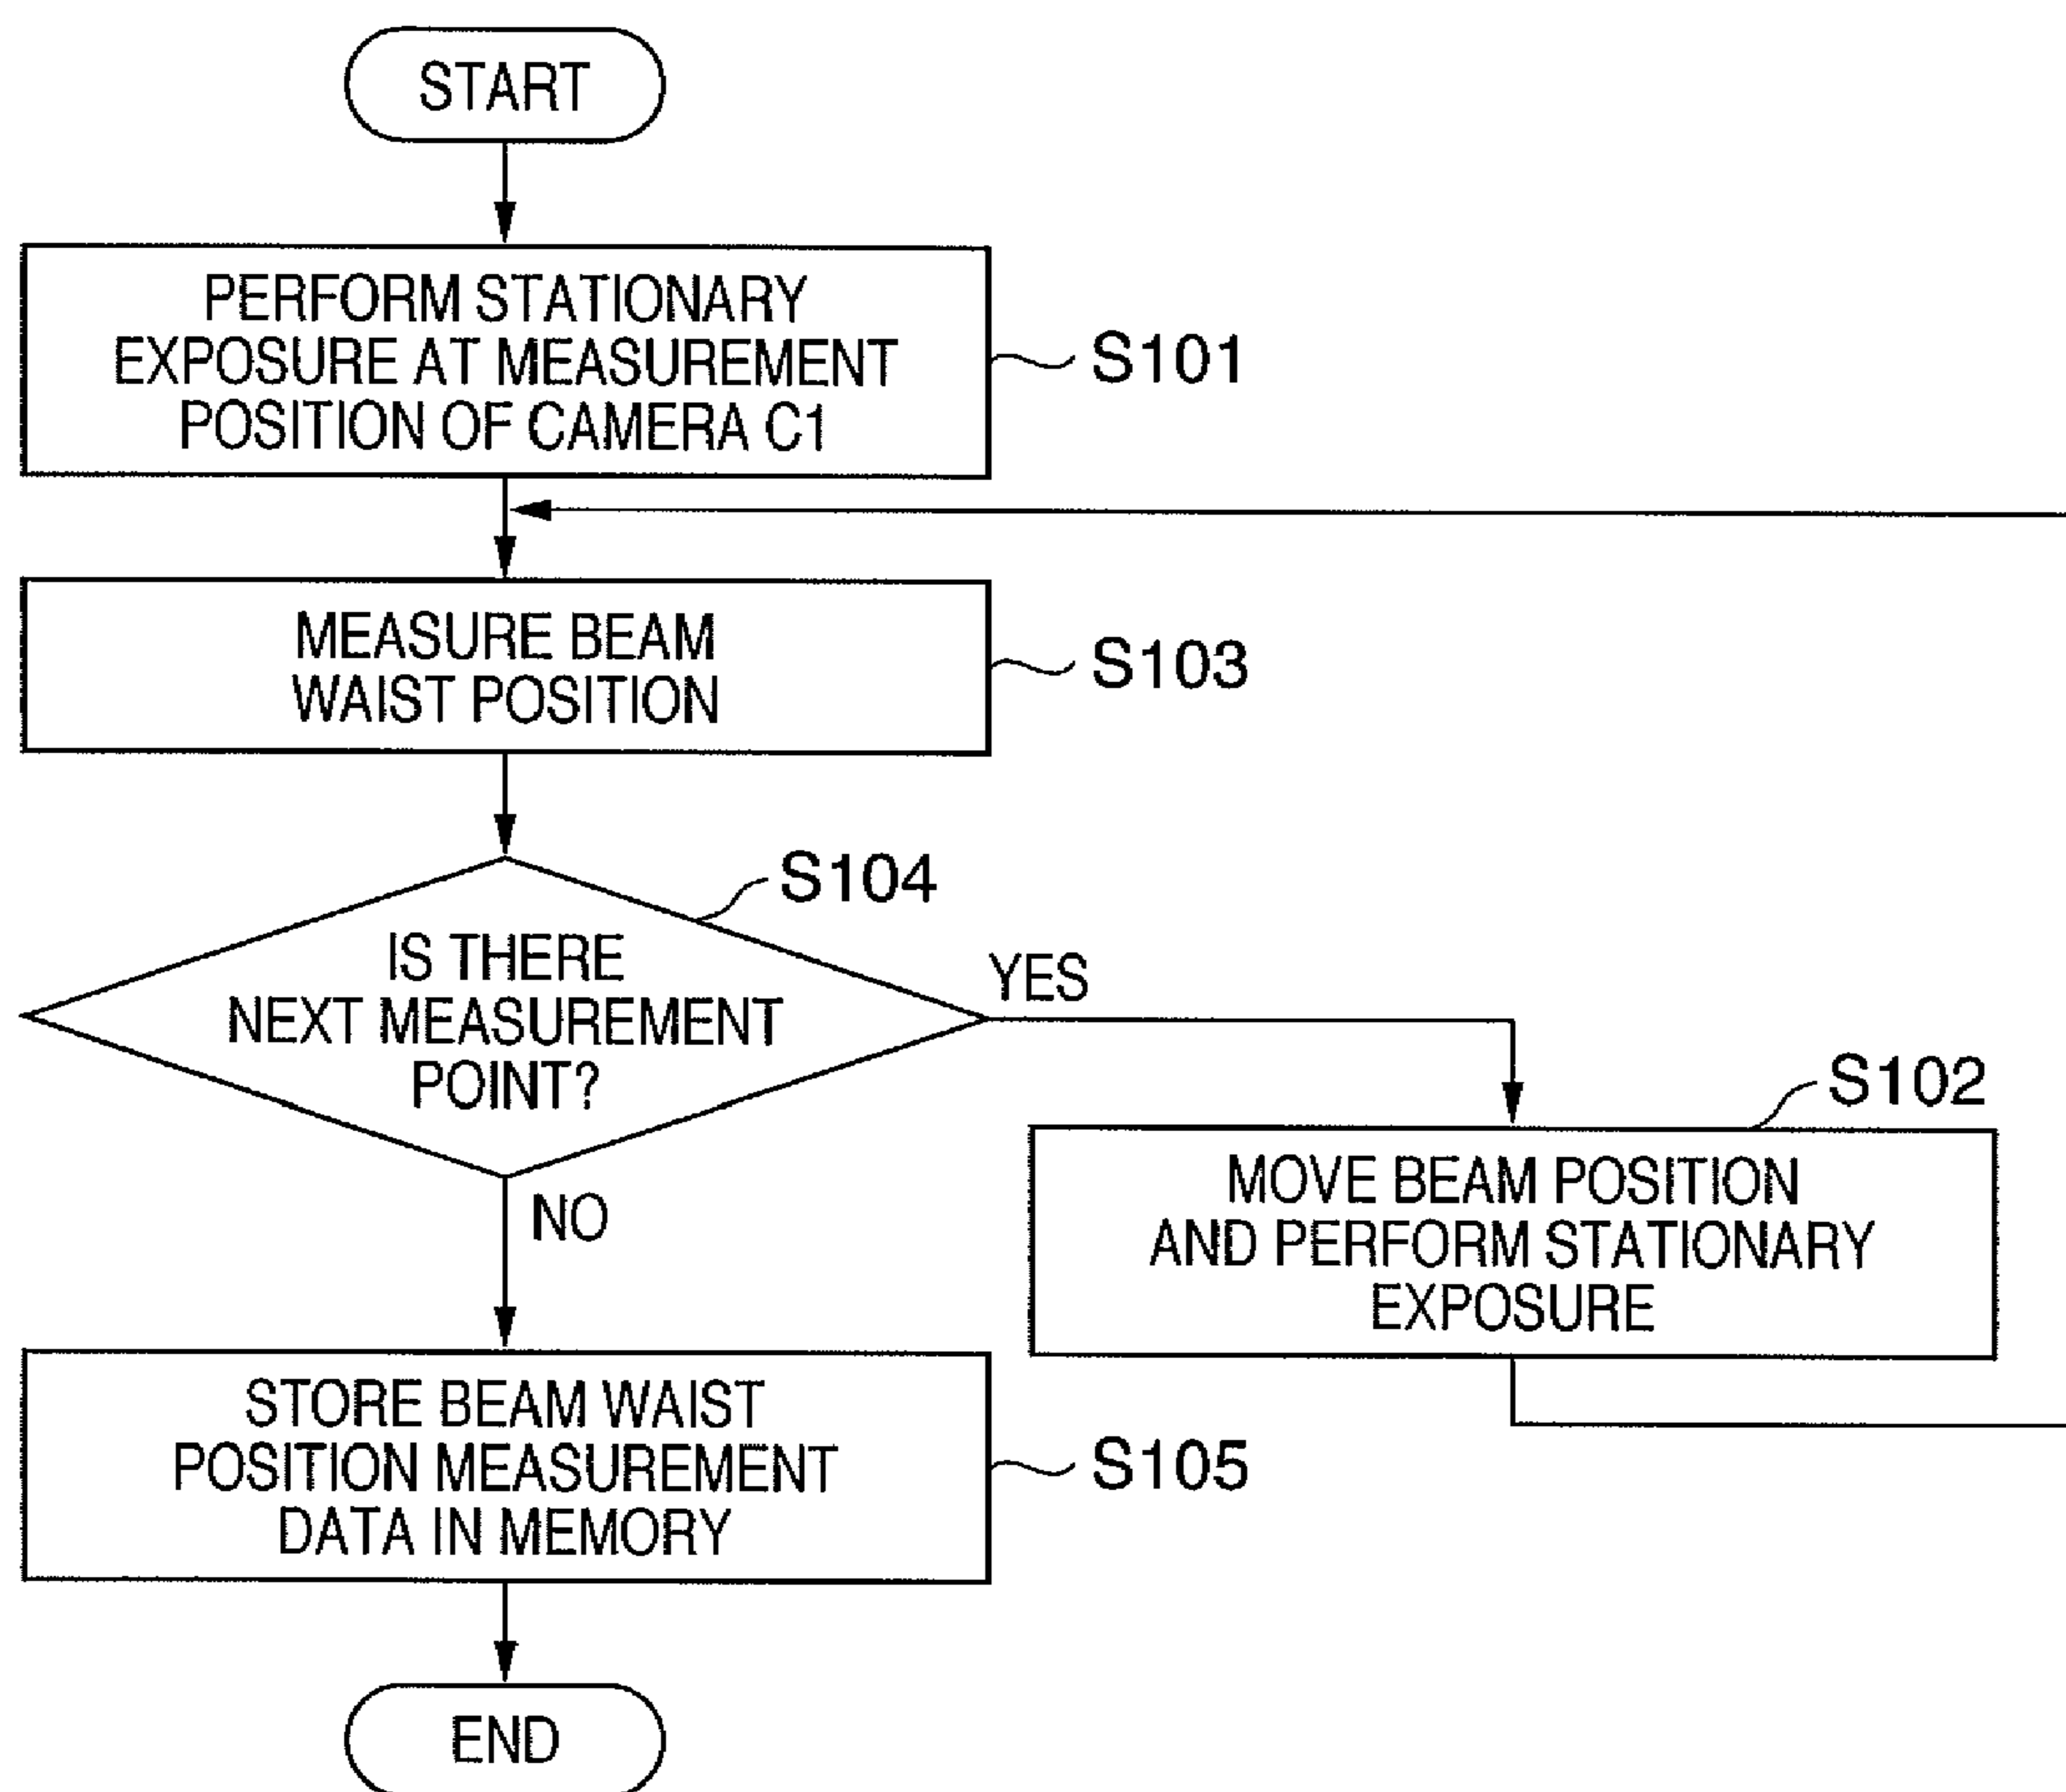 START
PERFORM STATIONARY
EXPOSURE AT MEASUREMENT
POSITION OF CAMERA C1
S101
MEASURE BEAM
WAIST POSITION
S103
S104
IS THERE
NEXT MEASUREMENT
POINT?
YES
NO
S102
MOVE BEAM POSITION
AND PERFORM STATIONARY
EXPOSURE
STORE BEAM WAIST
POSITION MEASUREMENT
DATA IN MEMORY
S105
END